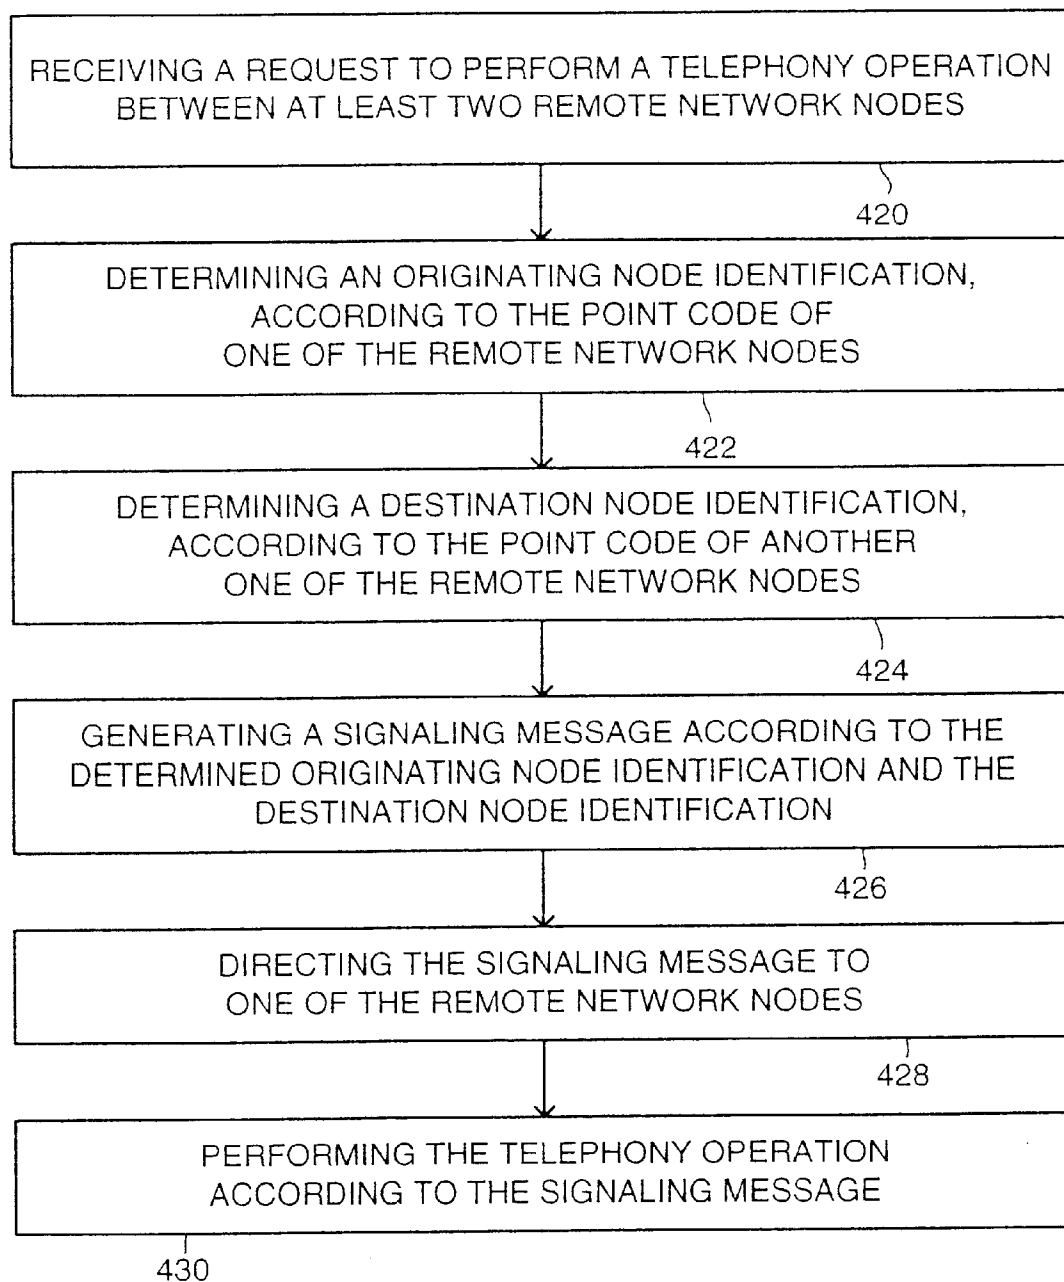 RECEIVING A REQUEST TO PERFORM A TELEPHONY OPERATION
BETWEEN AT LEAST TWO REMOTE NETWORK NODES
420
DETERMINING AN ORIGINATING NODE IDENTIFICATION,
ACCORDING TO THE POINT CODE OF
ONE OF THE REMOTE NETWORK NODES
422
DETERMINING A DESTINATION NODE IDENTIFICATION,
ACCORDING TO THE POINT CODE OF ANOTHER
ONE OF THE REMOTE NETWORK NODES
424
GENERATING A SIGNALING MESSAGE ACCORDING TO THE
DETERMINED ORIGINATING NODE IDENTIFICATION AND THE
DESTINATION NODE IDENTIFICATION
426
DIRECTING THE SIGNALING MESSAGE TO
ONE OF THE REMOTE NETWORK NODES
428
PERFORMING THE TELEPHONY OPERATION
ACCORDING TO THE SIGNALING MESSAGE
430